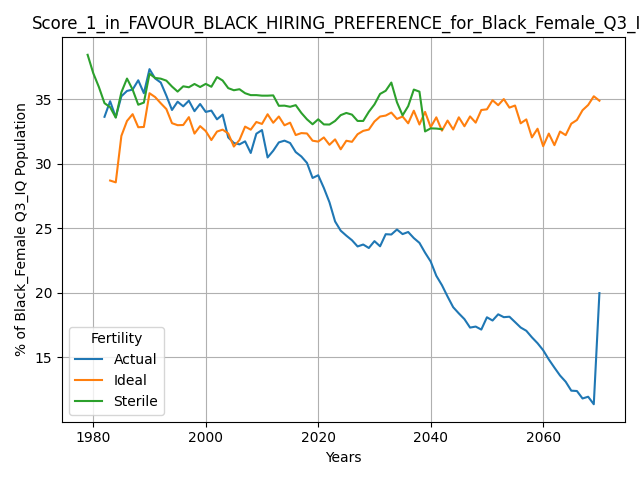 Score_1_in_FAVOUR_BLACK_HIRING_PREFERENCE_for_Black_Female_Q3_I
% of Black_Female Q3_IQ Population
35
30
25
20
15
Fertility
Actual
Ideal
Sterile
1980 2000 2020 2040 2060
Years